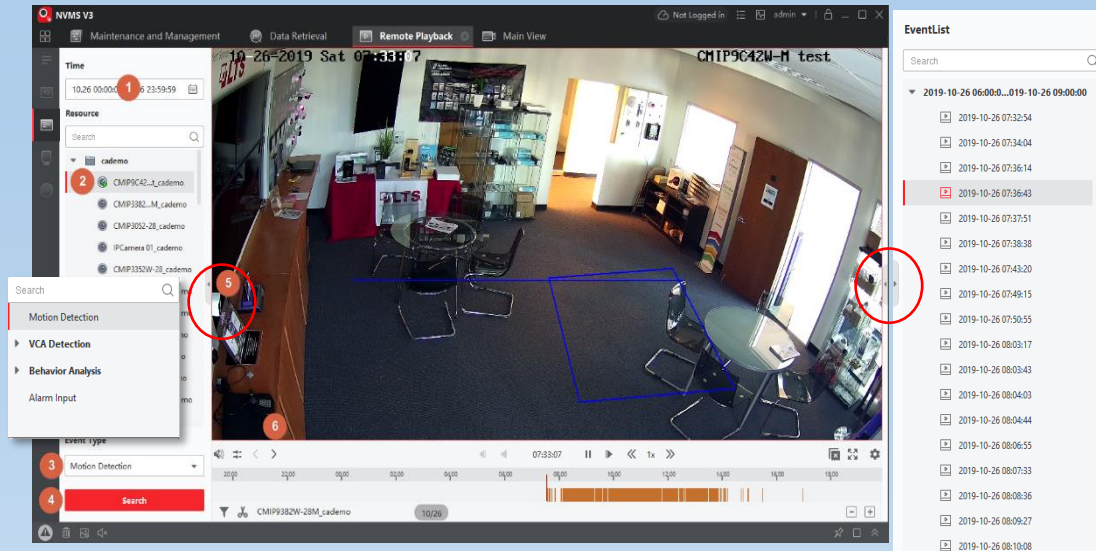 NVMS V3
Not Logged in
admin
Maintenance and Management
Data Retrieval
Remote Playback
Main View
Time
10.26 00:00:0
6 23:59:59
1
Resource
Search
cademo
2
CMIP9C42...t_cademo
CMIP3382...M_cademo
CMIP3052-28_cademo
IPCamera 01_cademo
CMIP3352W-28_cademo
Search
Motion Detection
VCA Detection
Behavior Analysis
Alarm Input
Event Type
3
Motion Detection
4
Search
10-26-2019 Sat 07:33:07
CMIP9C42W-M test
LTS
LTS
5
6
07:33:07
1x
20:00
22:00
00:00
02:00
04:00
06:00
08:00
10:00
12:00
14:00
16:00
18:00
CMIP9382W-28M_cademo
10/26
EventList
Search
2019-10-26 06:00:0...019-10-26 09:00:00
2019-10-26 07:32:54
2019-10-26 07:34:04
2019-10-26 07:36:14
2019-10-26 07:36:43
2019-10-26 07:37:51
2019-10-26 07:38:38
2019-10-26 07:43:20
2019-10-26 07:49:15
2019-10-26 07:50:55
2019-10-26 08:03:17
2019-10-26 08:03:43
2019-10-26 08:04:03
2019-10-26 08:04:44
2019-10-26 08:06:55
2019-10-26 08:07:33
2019-10-26 08:08:36
2019-10-26 08:09:27
2019-10-26 08:10:08